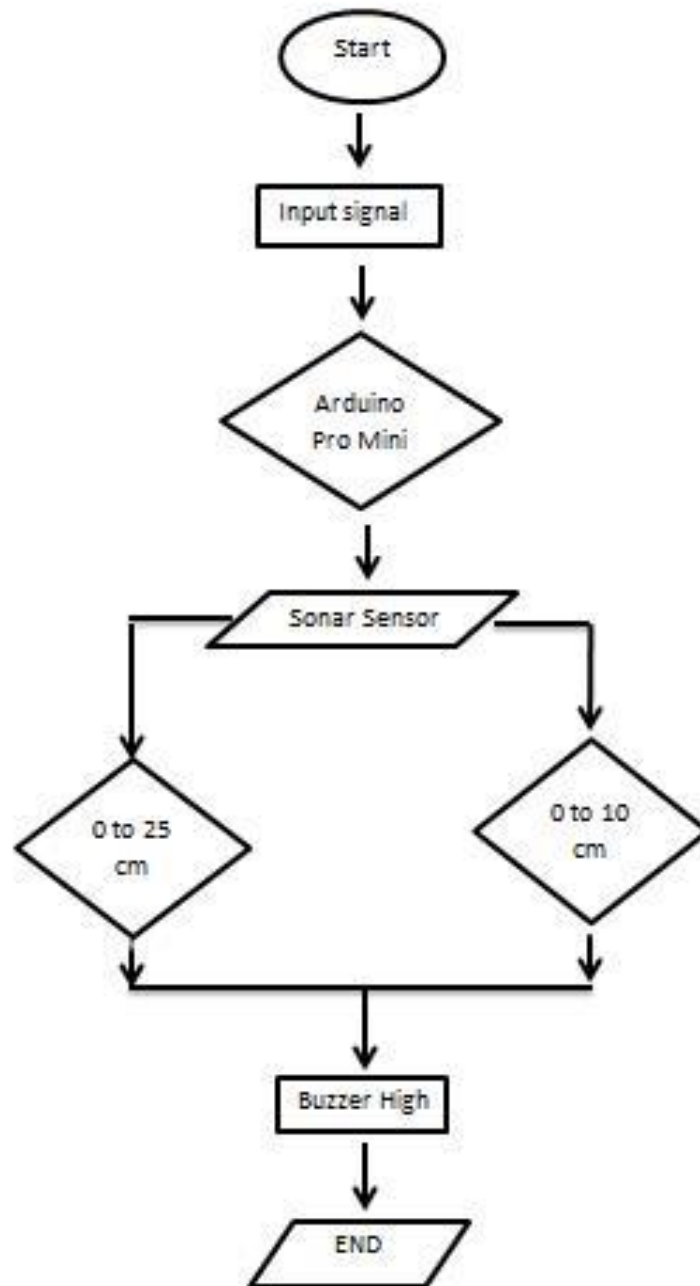 Start
Input signal
Arduino
Pro Mini
Sonar Sensor
0 to 25
cm
0 to 10
cm
Buzzer High
END